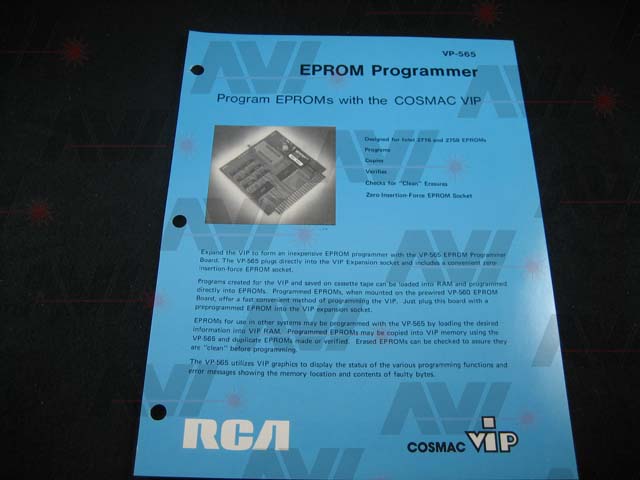 VP-565
EPROM Programmer
Program EPROMs with the COSMAC VIP
Designed for Intel 2716 and 2758 EPROMs
Programs
Copies
Verifies
Checks for "Clean" Erasures
Zero-Insertion-Force EPROM Socket
Expand the VIP to form an inexpensive EPROM programmer with the VP-565 EPROM Programmer
Board. The VP-565 plugs directly into the VIP Expansion socket and includes a convenient zero
insertion-force EPROM socket.
Programs created for the VIP and saved on cassette tape can be loaded into RAM and programmed
directly into EPROMs. Programmed EPROMs, when mounted on the prewired VP-560 EPROM
Board, offer a fast convenient method of programming the VIP. Just plug this board with a
preprogrammed EPROM into the VIP expansion socket.
EPROMs for use in other systems may be programmed with the VP-565 by loading the desired
information into VIP RAM. Programmed EPROMs may be copied into VIP memory using the
VP-565 and duplicate EPROMs made or verified. Erased EPROMs can be checked to assure they
are "clean" before programming.
The VP-565 utilizes VIP graphics to display the status of the various programming functions and
error messages showing the memory location and contents of faulty bytes.
RCA
COSMAC VIP
AVI